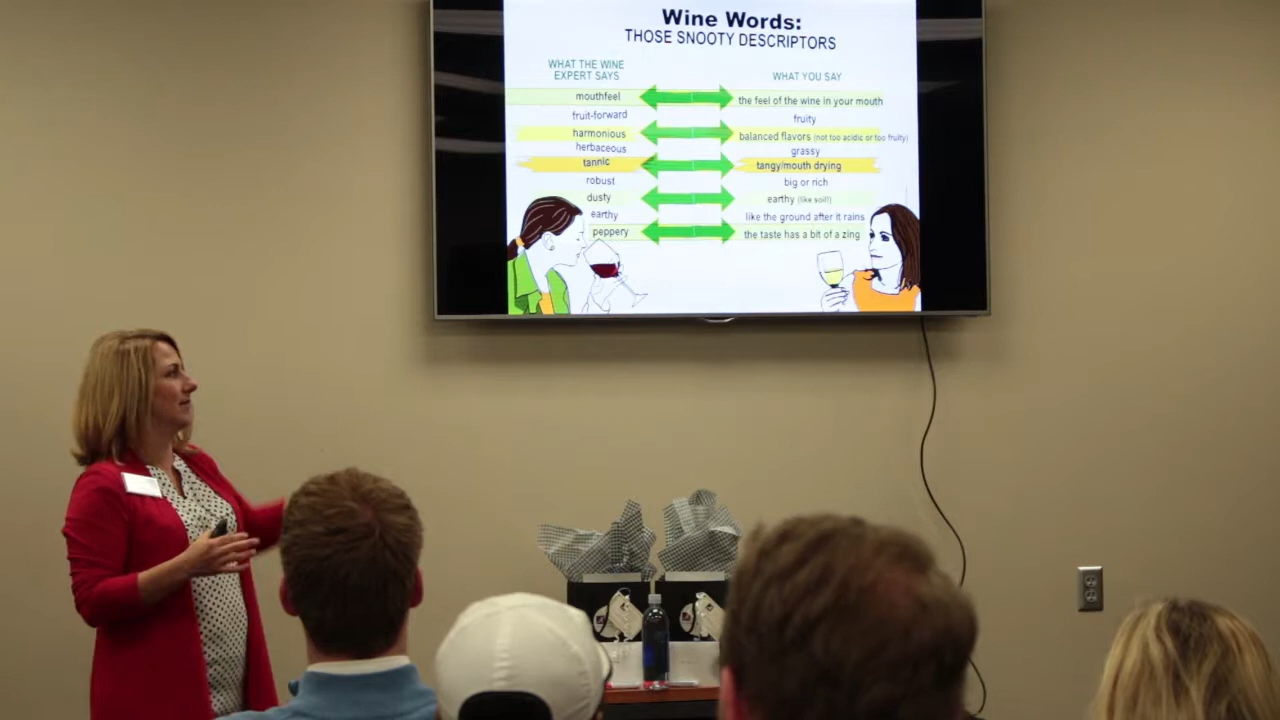 Wine Words:
THOSE SNOOTY DESCRIPTORS
WHAT THE WINE
EXPERT SAYS
WHAT YOU SAY
mouthfeel the feel of the wine in your mouth
fruit-forward fruity
harmonious balanced flavors (not too acidic or too fruity)
herbaceous grassy
tannic tangy/mouth drying
robust big or rich
dusty earthy (like soil!)
earthy like the ground after it rains
peppery the taste has a bit of a zing